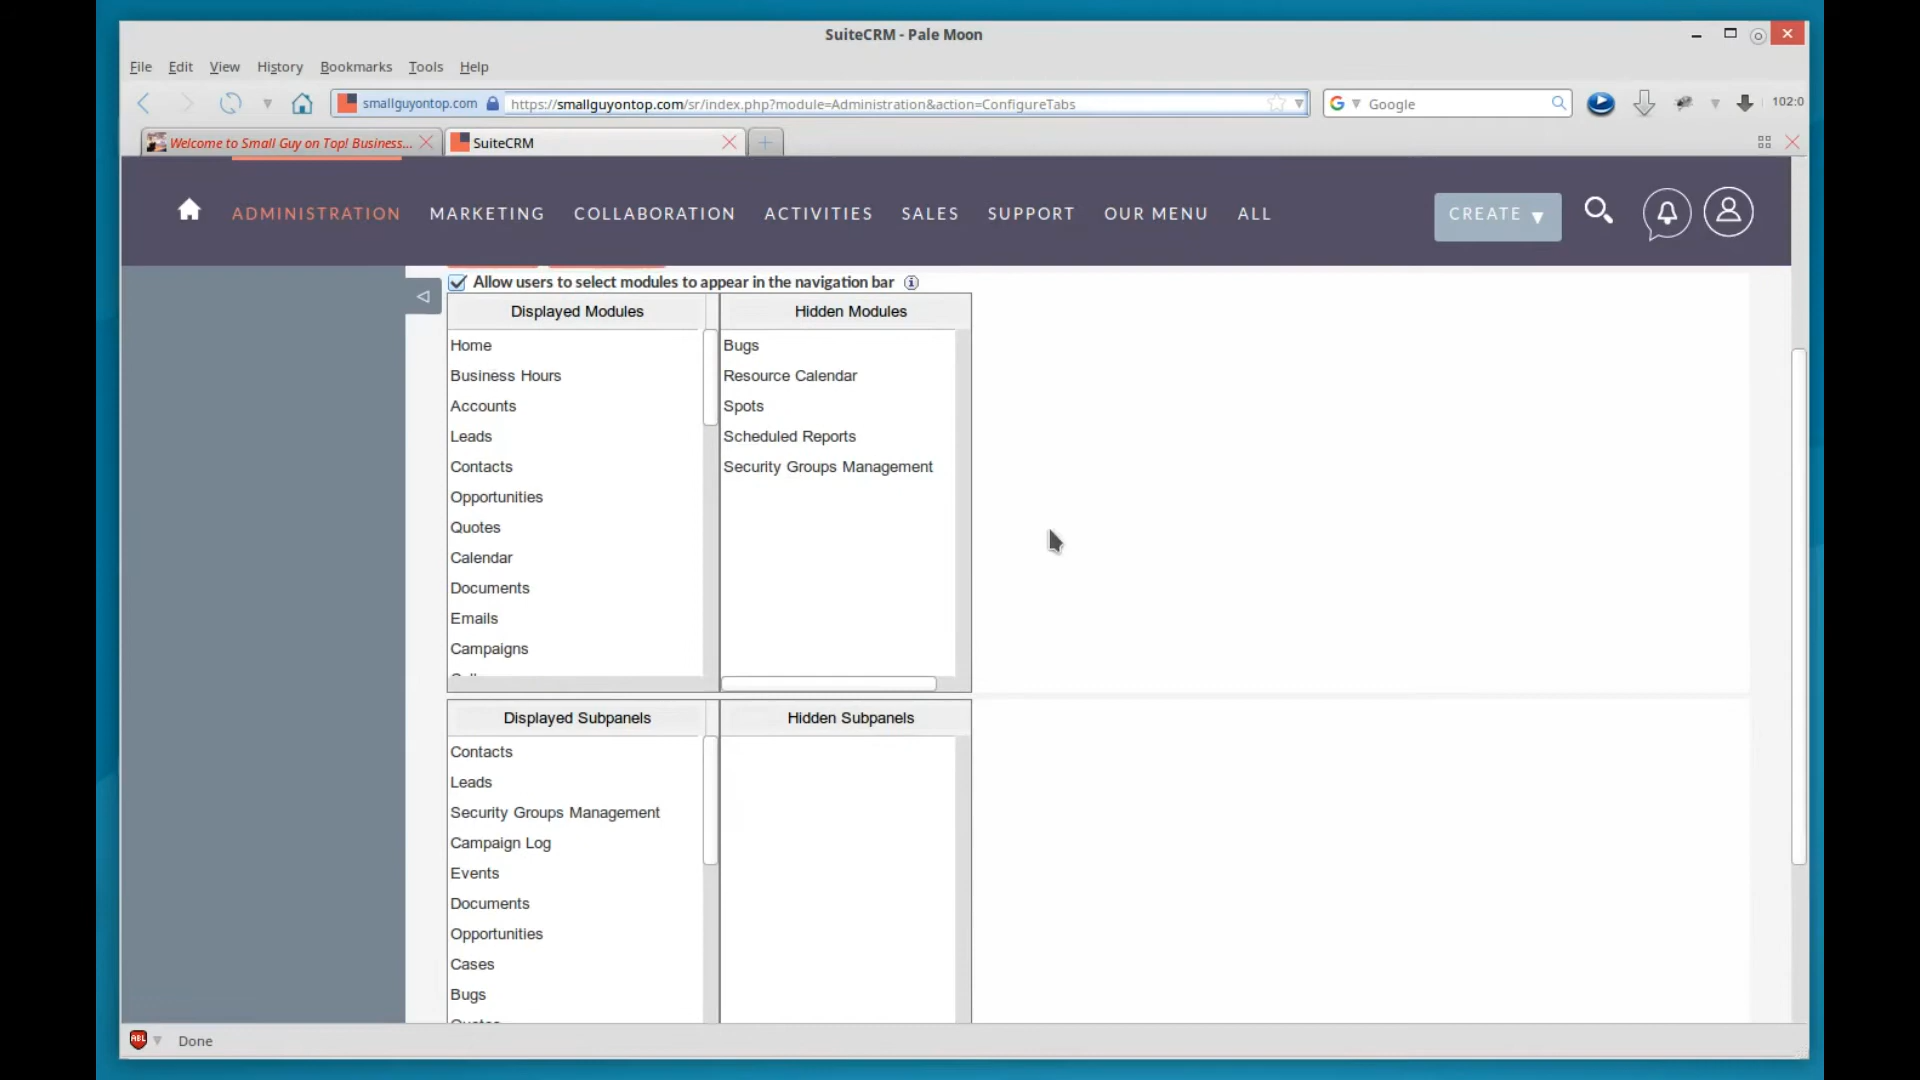 SuiteCRM - Pale Moon
File Edit View History Bookmarks Tools Help
smallguyontop.com https://smallguyontop.com/sr/index.php?module=Administration&action=ConfigureTabs Google 102:0
Welcome to Small Guy on Top! Business... SuiteCRM
ADMINISTRATION MARKETING COLLABORATION ACTIVITIES SALES SUPPORT OUR MENU ALL CREATE
Allow users to select modules to appear in the navigation bar
Displayed Modules Hidden Modules
Home Bugs
Business Hours Resource Calendar
Accounts Spots
Leads Scheduled Reports
Contacts Security Groups Management
Opportunities
Quotes
Calendar
Documents
Emails
Campaigns
Displayed Subpanels Hidden Subpanels
Contacts
Leads
Security Groups Management
Campaign Log
Events
Documents
Opportunities
Cases
Bugs
ABL Done